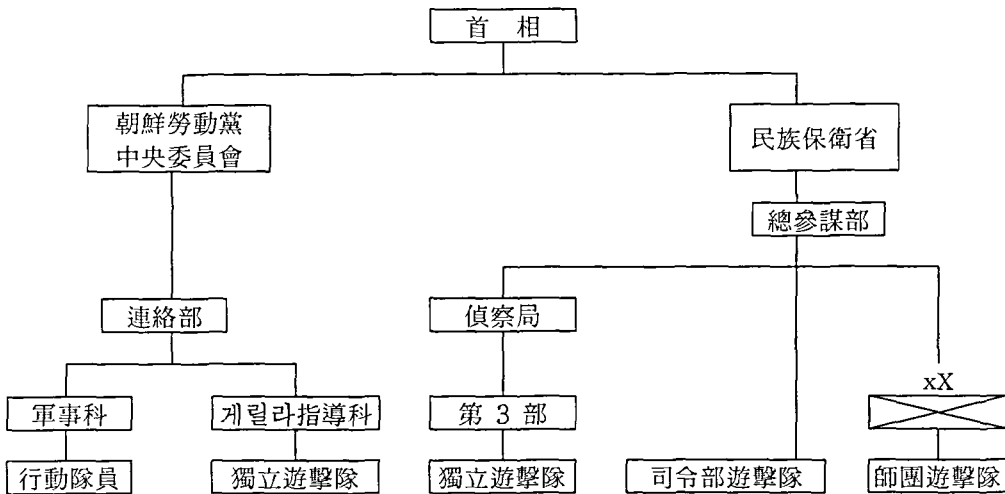 首 相
朝鮮勞動黨
中央委員會
民族保衛省
總參謀部
連絡部
偵察局
xX
軍事科
게릴라指導科
第 3 部
行動隊員
獨立遊擊隊
獨立遊擊隊
司令部遊擊隊
師團遊擊隊